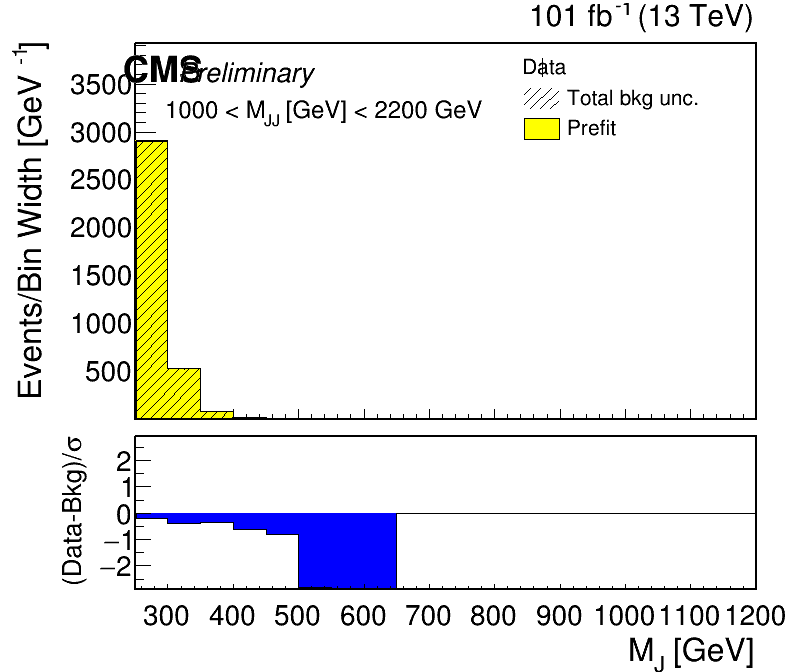 101 fb⁻¹ (13 TeV)
CMS Preliminary
1000 < M_JJ [GeV] < 2200 GeV
Data
Total bkg unc.
Prefit
Events/Bin Width [GeV⁻¹]
3500
3000
2500
2000
1500
1000
500
(Data-Bkg)/σ
2
1
0
−1
−2
300 400 500 600 700 800 900 1000 1100 1200
M_J [GeV]